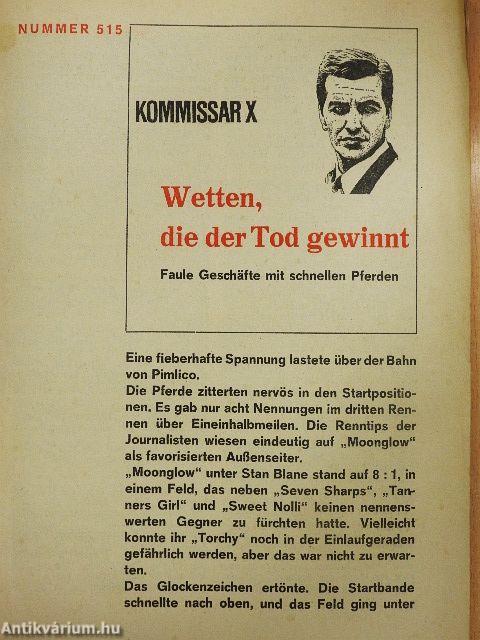 NUMMER 515
KOMMISSAR X
Wetten,
die der Tod gewinnt
Faule Geschäfte mit schnellen Pferden
Eine fieberhafte Spannung lastete über der Bahn
von Pimlico.
Die Pferde zitterten nervös in den Startpositio-
nen. Es gab nur acht Nennungen im dritten Ren-
nen über Eineinhalbmeilen. Die Renntips der
Journalisten wiesen eindeutig auf „Moonglow“
als favorisierten Außenseiter.
„Moonglow“ unter Stan Blane stand auf 8 : 1, in
einem Feld, das neben „Seven Sharps“, „Tan-
ners Girl“ und „Sweet Nolli“ keinen nennens-
werten Gegner zu fürchten hatte. Vielleicht
konnte ihr „Torchy“ noch in der Einlaufgeraden
gefährlich werden, aber das war nicht zu erwar-
ten.
Das Glockenzeichen ertönte. Die Startbande
schnellte nach oben, und das Feld ging unter
Antikvárium.hu